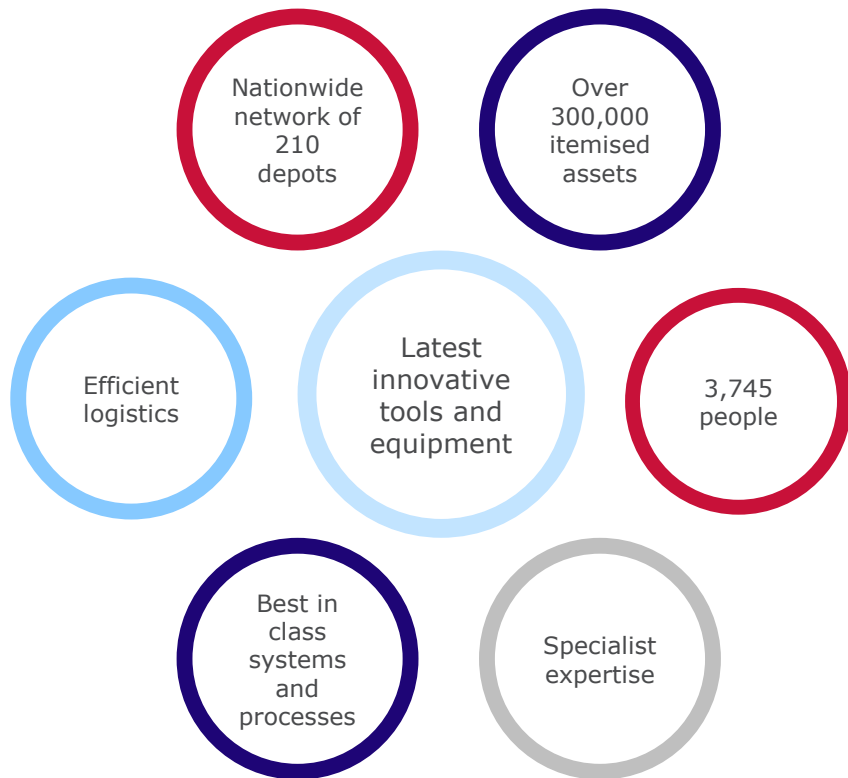 Nationwide
network of
210
depots
Over
300,000
itemised
assets
Efficient
logistics
Latest
innovative
tools and
equipment
3,745
people
Best in
class
systems
and
processes
Specialist
expertise